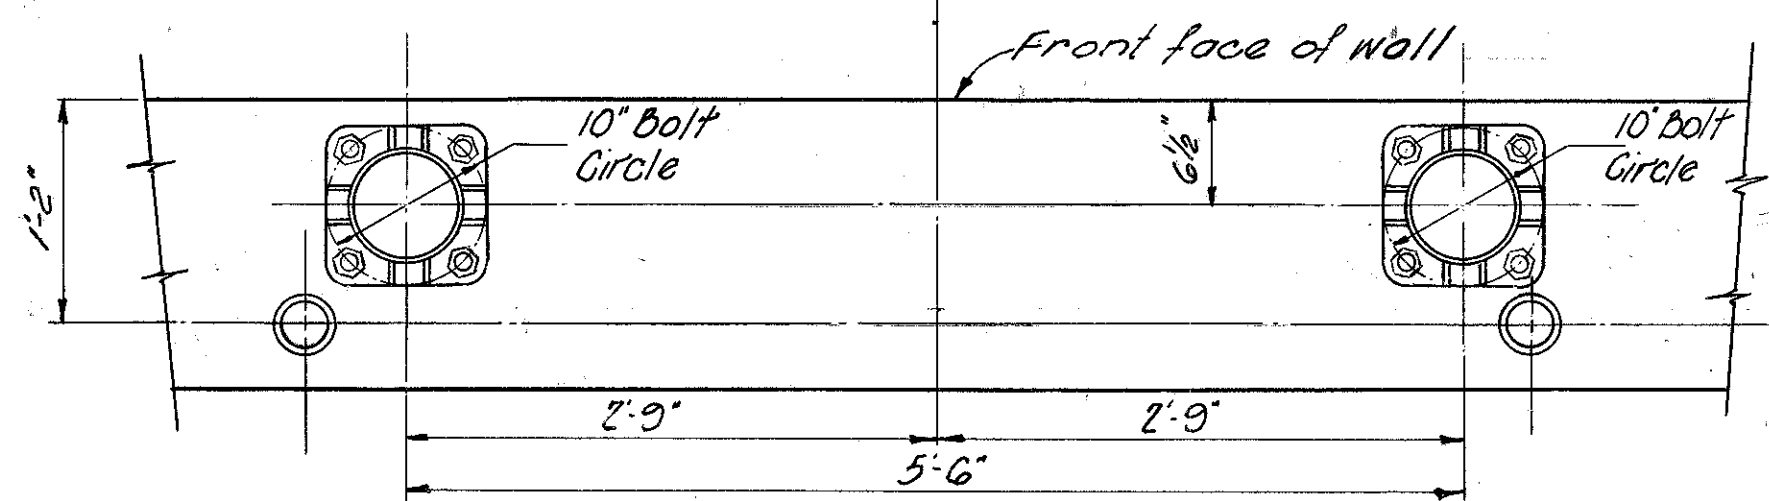 Front face of wall
10" Bolt
Circle
6½"
10" Bolt
Circle
1'-2"
2'-9"
2'-9"
5'-6"